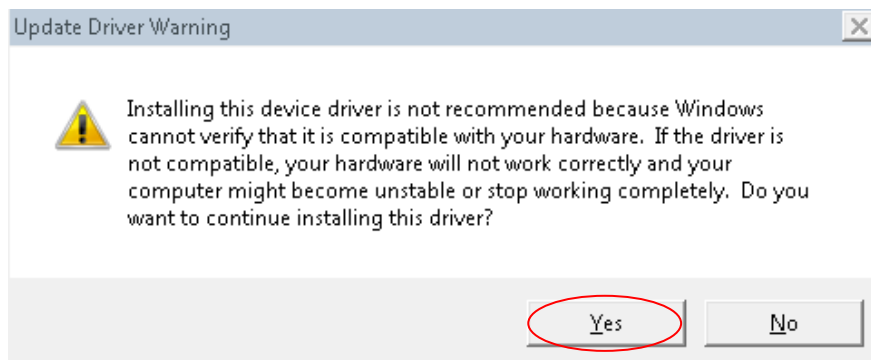 Update Driver Warning
Installing this device driver is not recommended because Windows
cannot verify that it is compatible with your hardware.  If the driver is
not compatible, your hardware will not work correctly and your
computer might become unstable or stop working completely.  Do you
want to continue installing this driver?
Yes No